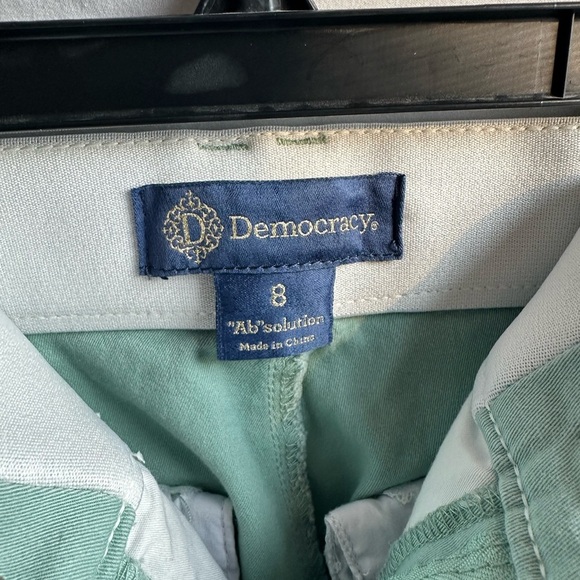 D Democracy®
8
"Ab"solution
Made in China